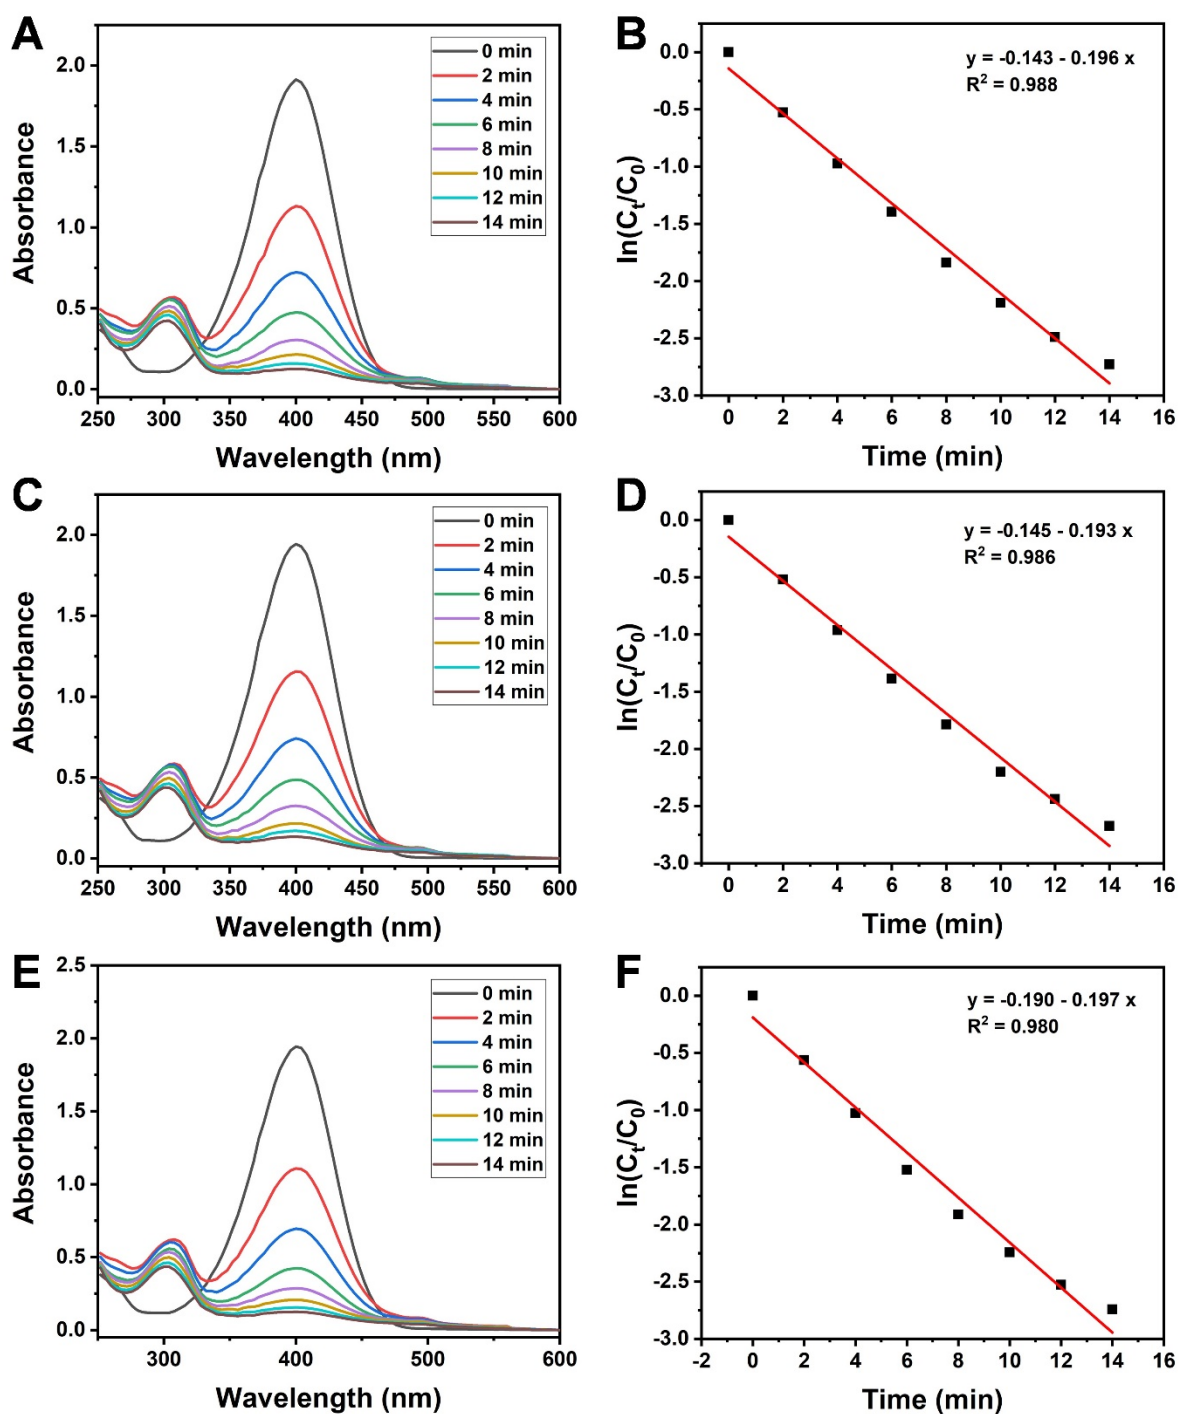 A
2.0
1.5
1.0
0.5
0.0
Absorbance
250 300 350 400 450 500 550 600
Wavelength (nm)
0 min
2 min
4 min
6 min
8 min
10 min
12 min
14 min
B
0.0
-0.5
-1.0
-1.5
-2.0
-2.5
-3.0
ln(Cₜ/C₀)
0 2 4 6 8 10 12 14 16
Time (min)
y = -0.143 - 0.196 x
R² = 0.988
C
2.0
1.5
1.0
0.5
0.0
Absorbance
250 300 350 400 450 500 550 600
Wavelength (nm)
0 min
2 min
4 min
6 min
8 min
10 min
12 min
14 min
D
0.0
-0.5
-1.0
-1.5
-2.0
-2.5
-3.0
ln(Cₜ/C₀)
0 2 4 6 8 10 12 14 16
Time (min)
y = -0.145 - 0.193 x
R² = 0.986
E
2.5
2.0
1.5
1.0
0.5
0.0
Absorbance
300 400 500 600
Wavelength (nm)
0 min
2 min
4 min
6 min
8 min
10 min
12 min
14 min
F
0.0
-0.5
-1.0
-1.5
-2.0
-2.5
-3.0
ln(Cₜ/C₀)
-2 0 2 4 6 8 10 12 14 16
Time (min)
y = -0.190 - 0.197 x
R² = 0.980